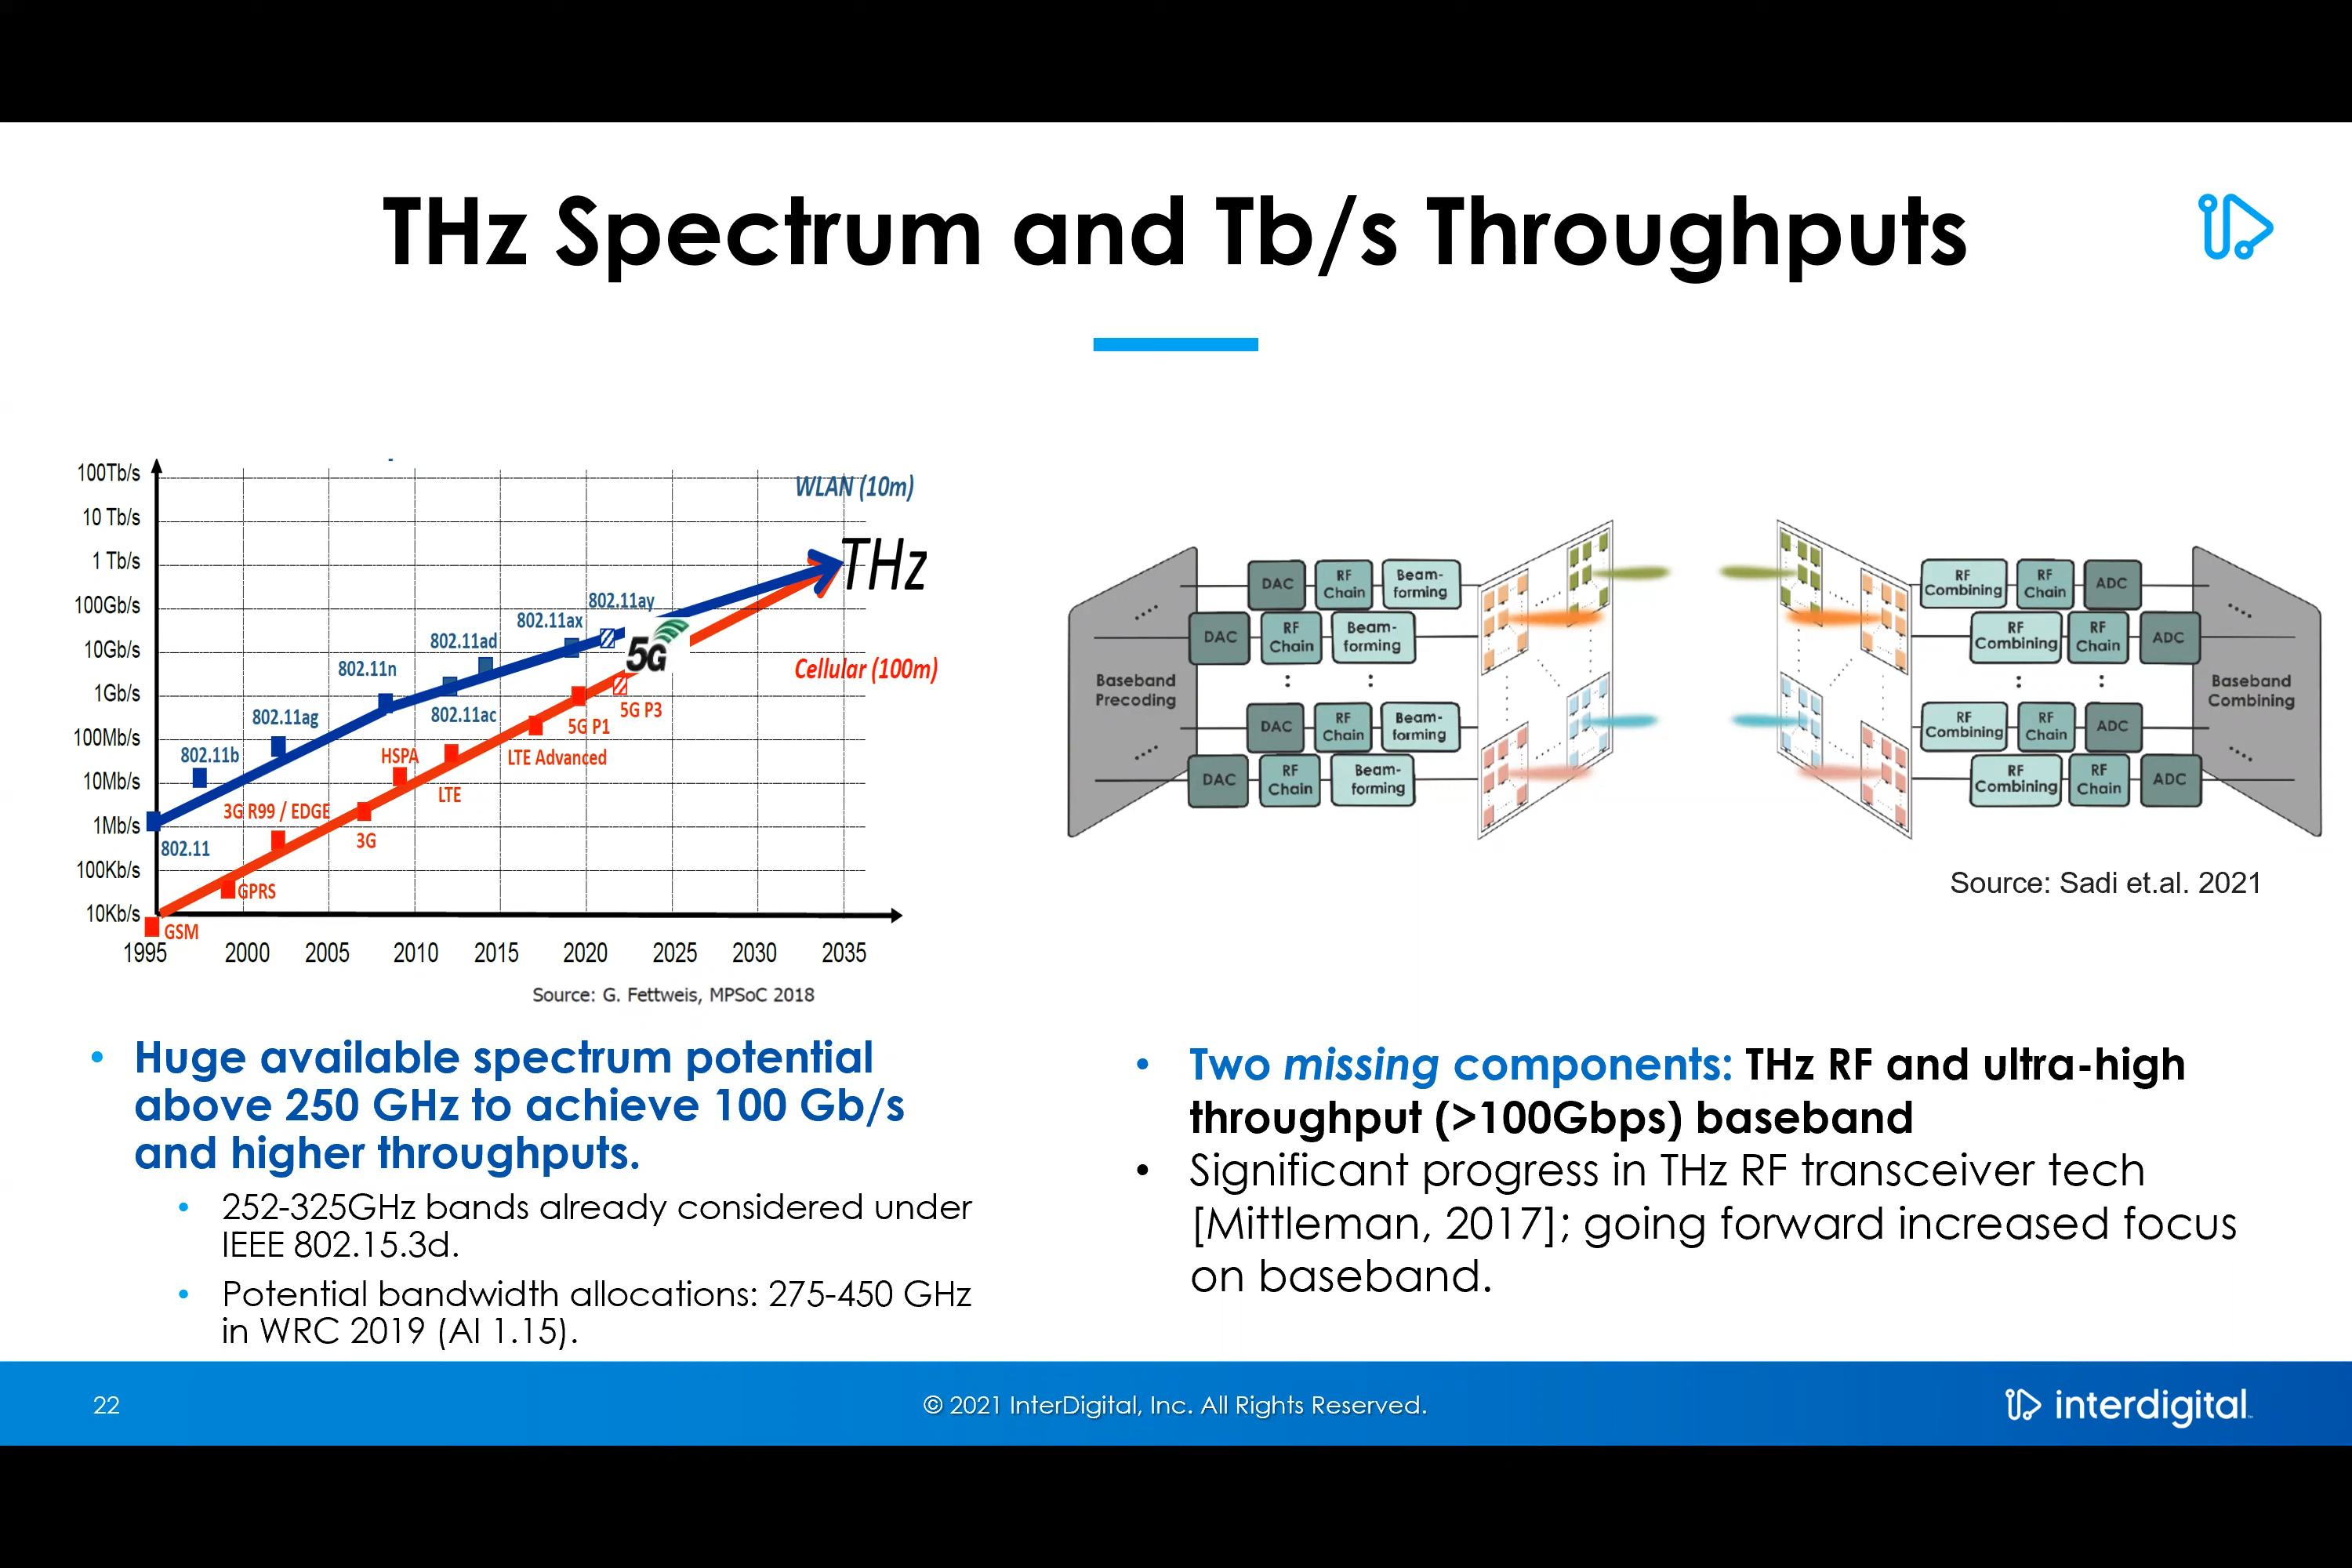 THz Spectrum and Tb/s Throughputs
100Tb/s
10 Tb/s
1 Tb/s
100Gb/s
10Gb/s
1Gb/s
100Mb/s
10Mb/s
1Mb/s
100Kb/s
10Kb/s
WLAN (10m)
THz
Cellular (100m)
802.11ay
802.11ax
802.11ad
802.11n
802.11ac
802.11ag
802.11b
802.11
5G
5G P3
5G P1
LTE Advanced
HSPA
LTE
3G R99 / EDGE
3G
GPRS
GSM
1995 2000 2005 2010 2015 2020 2025 2030 2035
Source: G. Fettweis, MPSoC 2018
Baseband
Precoding
DAC
RF
Chain
Beam-
forming
DAC
RF
Chain
Beam-
forming
DAC
RF
Chain
Beam-
forming
DAC
RF
Chain
Beam-
forming
RF
Combining
RF
Chain
ADC
RF
Combining
RF
Chain
ADC
RF
Combining
RF
Chain
ADC
RF
Combining
RF
Chain
ADC
Baseband
Combining
Source: Sadi et.al. 2021
• Huge available spectrum potential
above 250 GHz to achieve 100 Gb/s
and higher throughputs.
• 252-325GHz bands already considered under
IEEE 802.15.3d.
• Potential bandwidth allocations: 275-450 GHz
in WRC 2019 (AI 1.15).
• Two missing components: THz RF and ultra-high
throughput (>100Gbps) baseband
• Significant progress in THz RF transceiver tech
[Mittleman, 2017]; going forward increased focus
on baseband.
22
© 2021 InterDigital, Inc. All Rights Reserved.
interdigital